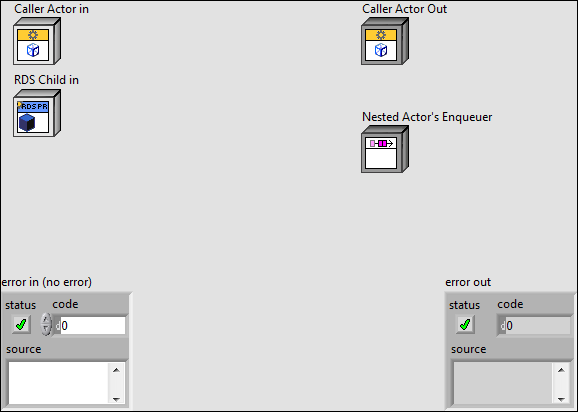 Caller Actor in
Caller Actor Out
RDS Child in
RDSPR
Nested Actor's Enqueuer
error in (no error)
error out
status code
status code
d0
d0
source
source